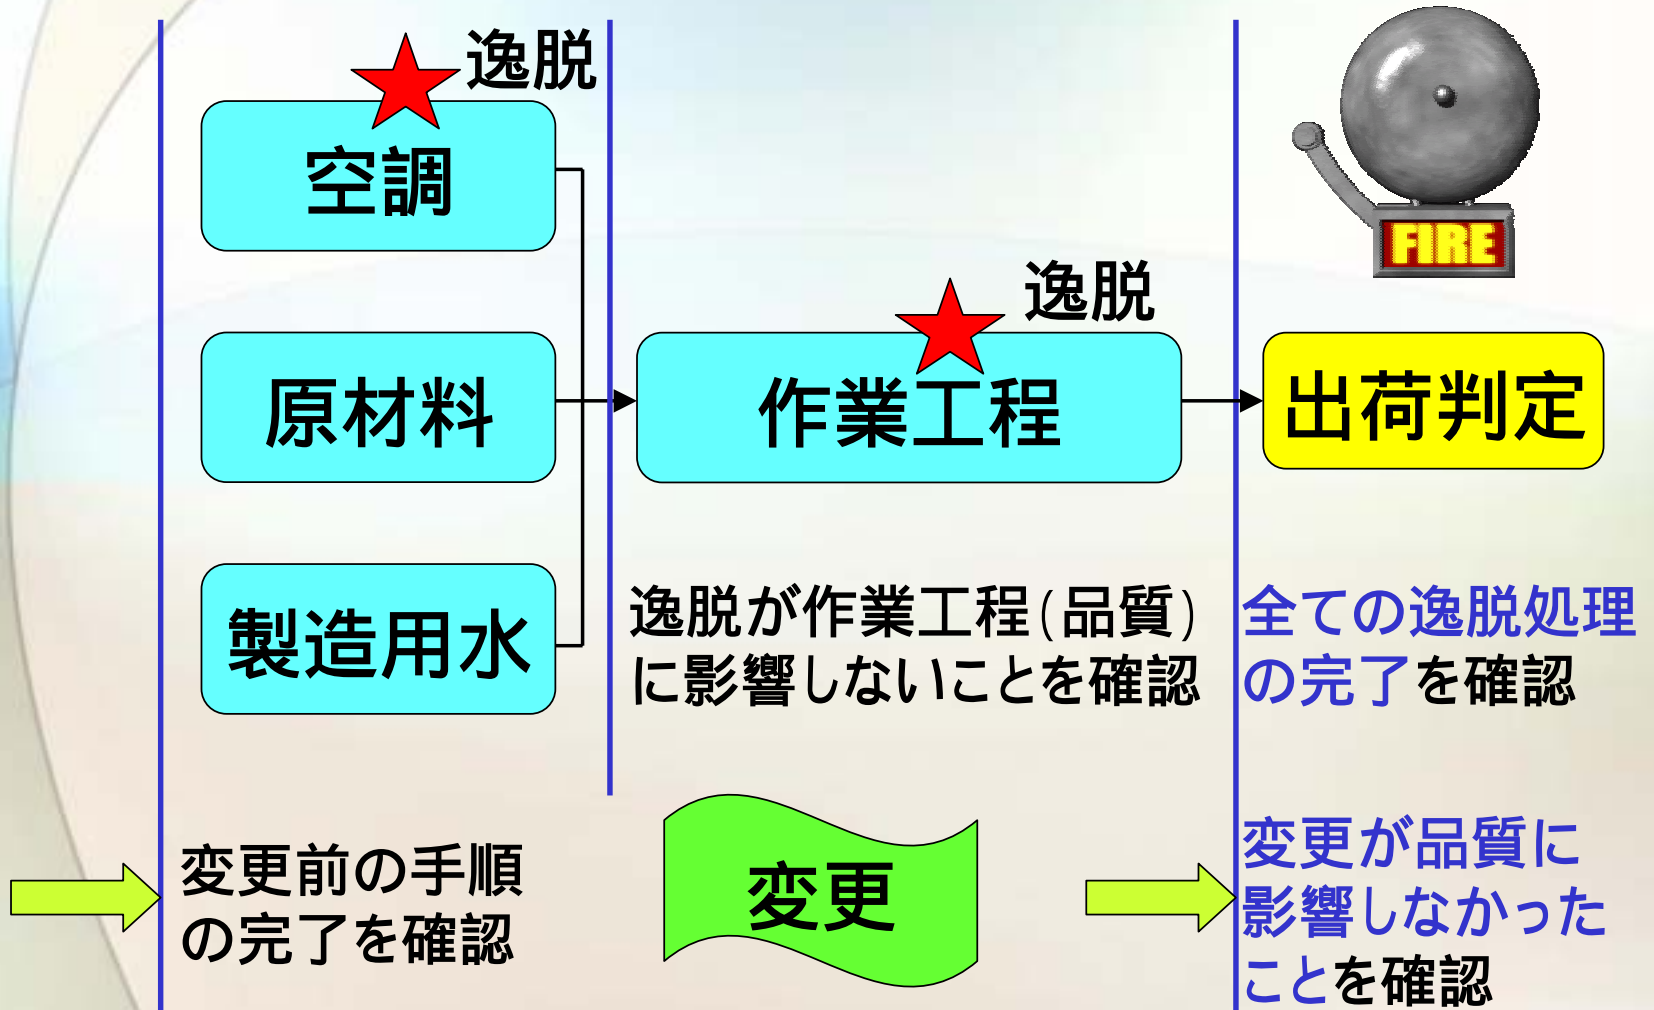 逸脱
空調
FIRE
逸脱
原材料
作業工程
出荷判定
製造用水
逸脱が作業工程(品質)
に影響しないことを確認
全ての逸脱処理
の完了を確認
変更前の手順
の完了を確認
変更
変更が品質に
影響しなかった
ことを確認